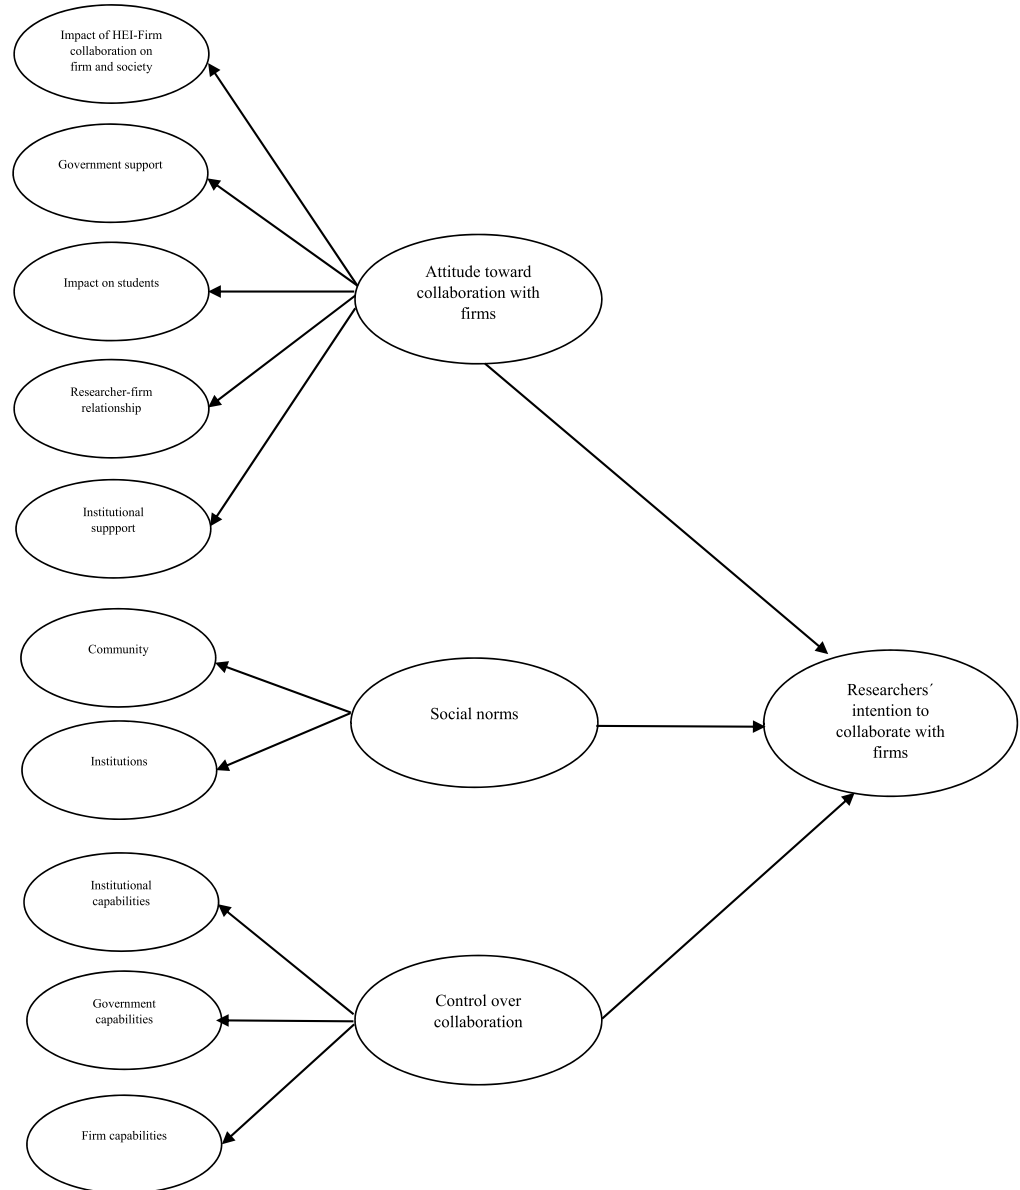 Impact of HEI-Firm
collaboration on
firm and society
Government support
Impact on students
Researcher-firm
relationship
Institutional
suppport
Community
Institutions
Institutional
capabilities
Government
capabilities
Firm capabilities
Attitude toward
collaboration with
firms
Social norms
Control over
collaboration
Researchers´
intention to
collaborate with
firms